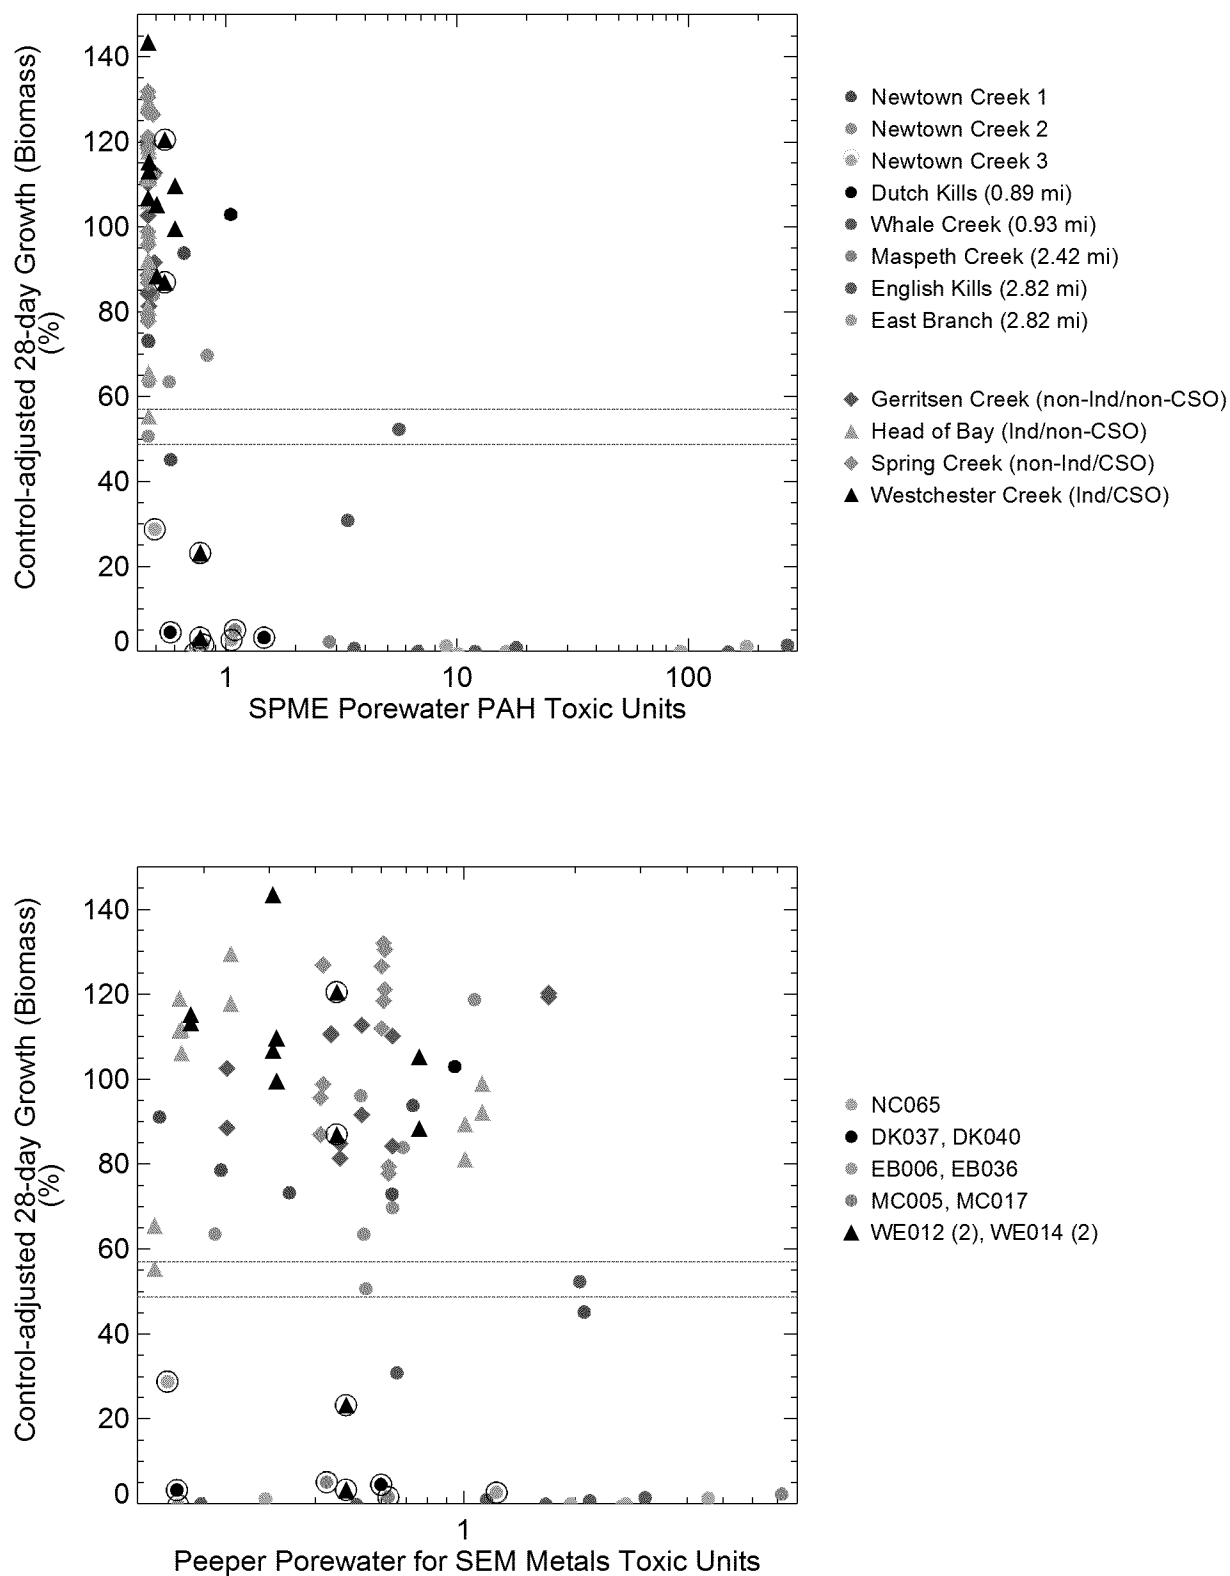 Control-adjusted 28-day Growth (Biomass)
(%)
140
120
100
80
60
40
20
0
1
10
100
SPME Porewater PAH Toxic Units
Newtown Creek 1
Newtown Creek 2
Newtown Creek 3
Dutch Kills (0.89 mi)
Whale Creek (0.93 mi)
Maspeth Creek (2.42 mi)
English Kills (2.82 mi)
East Branch (2.82 mi)
Gerritsen Creek (non-Ind/non-CSO)
Head of Bay (Ind/non-CSO)
Spring Creek (non-Ind/CSO)
Westchester Creek (Ind/CSO)
Control-adjusted 28-day Growth (Biomass)
(%)
140
120
100
80
60
40
20
0
1
Peeper Porewater for SEM Metals Toxic Units
NC065
DK037, DK040
EB006, EB036
MC005, MC017
WE012 (2), WE014 (2)